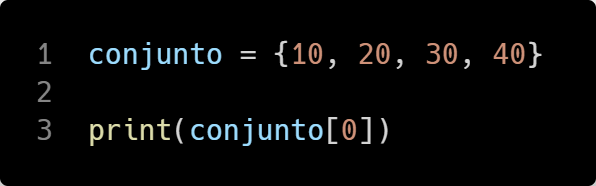 1 conjunto = {10, 20, 30, 40}
2
3 print(conjunto[0])